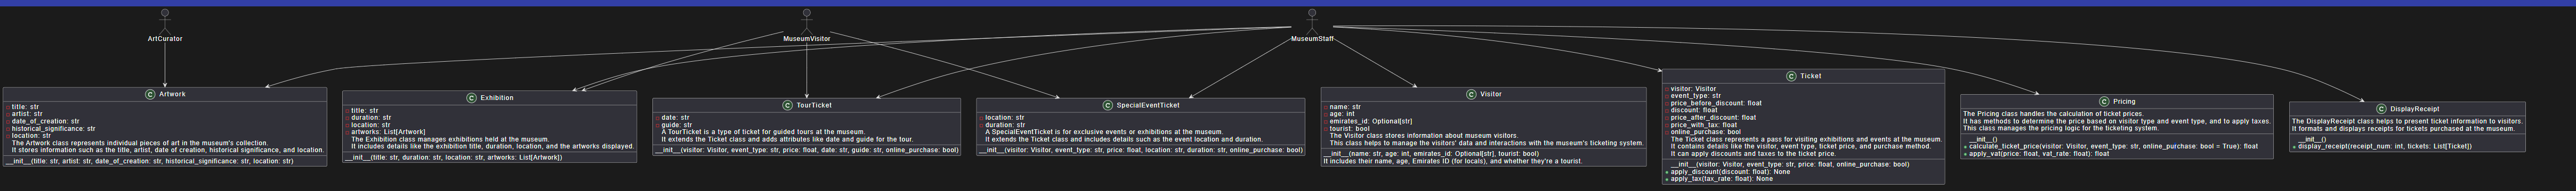 ArtCurator
MuseumVisitor
MuseumStaff
C Artwork
title: str
artist: str
date_of_creation: str
historical_significance: str
location: str
The Artwork class represents individual pieces of art in the museum's collection.
It stores information such as the title, artist, date of creation, historical significance, and location.
__init__(title: str, artist: str, date_of_creation: str, historical_significance: str, location: str)
C Exhibition
title: str
duration: str
location: str
artworks: List[Artwork]
The Exhibition class manages exhibitions held at the museum.
It includes details like the exhibition title, duration, location, and the artworks displayed.
__init__(title: str, duration: str, location: str, artworks: List[Artwork])
C TourTicket
date: str
guide: str
A TourTicket is a type of ticket for guided tours at the museum.
It extends the Ticket class and adds attributes like date and guide for the tour.
__init__(visitor: Visitor, event_type: str, price: float, date: str, guide: str, online_purchase: bool)
C SpecialEventTicket
location: str
duration: str
A SpecialEventTicket is for exclusive events or exhibitions at the museum.
It extends the Ticket class and includes details such as the event location and duration.
__init__(visitor: Visitor, event_type: str, price: float, location: str, duration: str, online_purchase: bool)
C Visitor
name: str
age: int
emirates_id: Optional[str]
tourist: bool
The Visitor class stores information about museum visitors.
This class helps to manage the visitors' data and interactions with the museum's ticketing system.
__init__(name: str, age: int, emirates_id: Optional[str], tourist: bool)
It includes their name, age, Emirates ID (for locals), and whether they're a tourist.
C Ticket
visitor: Visitor
event_type: str
price_before_discount: float
discount: float
price_after_discount: float
price_with_tax: float
online_purchase: bool
The Ticket class represents a pass for visiting exhibitions and events at the museum.
It contains details like the visitor, event type, ticket price, and purchase method.
It can apply discounts and taxes to the ticket price.
__init__(visitor: Visitor, event_type: str, price: float, online_purchase: bool)
apply_discount(discount: float): None
apply_tax(tax_rate: float): None
C Pricing
The Pricing class handles the calculation of ticket prices.
It has methods to determine the price based on visitor type and event type, and to apply taxes.
This class manages the pricing logic for the ticketing system.
__init__()
calculate_ticket_price(visitor: Visitor, event_type: str, online_purchase: bool = True): float
apply_vat(price: float, vat_rate: float): float
C DisplayReceipt
The DisplayReceipt class helps to present ticket information to visitors.
It formats and displays receipts for tickets purchased at the museum.
__init__()
display_receipt(receipt_num: int, tickets: List[Ticket])